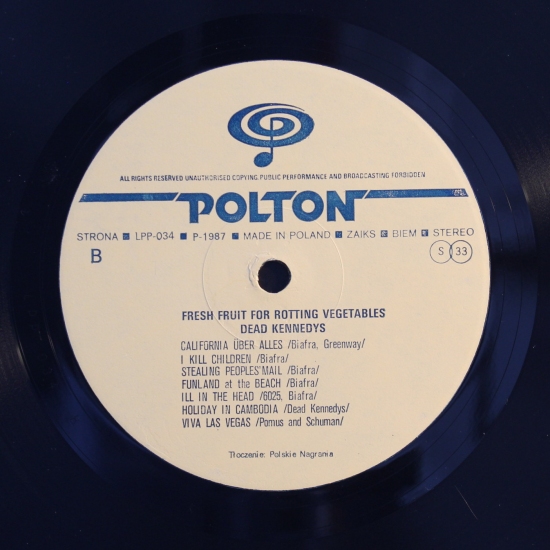 ALL RIGHTS RESERVED UNAUTHORISED COPYING PUBLIC PERFORMANCE AND BROADCASTING FORBIDDEN
POLTON
STRONA ■ LPP-034 ■ P-1987 ■ MADE IN POLAND ■ ZAIKS ■ BIEM ■ STEREO
B
S 33
FRESH FRUIT FOR ROTTING VEGETABLES
DEAD KENNEDYS
CALIFORNIA ÜBER ALLES /Biafra, Greenway/
I KILL CHILDREN /Biafra/
STEALING PEOPLES'MAIL /Biafra/
FUNLAND at the BEACH /Biafra/
ILL IN THE HEAD /6025, Biafra/
HOLIDAY IN CAMBODIA /Dead Kennedys/
VIVA LAS VEGAS /Pomus and Schuman/
Tłoczenie: Polskie Nagrania